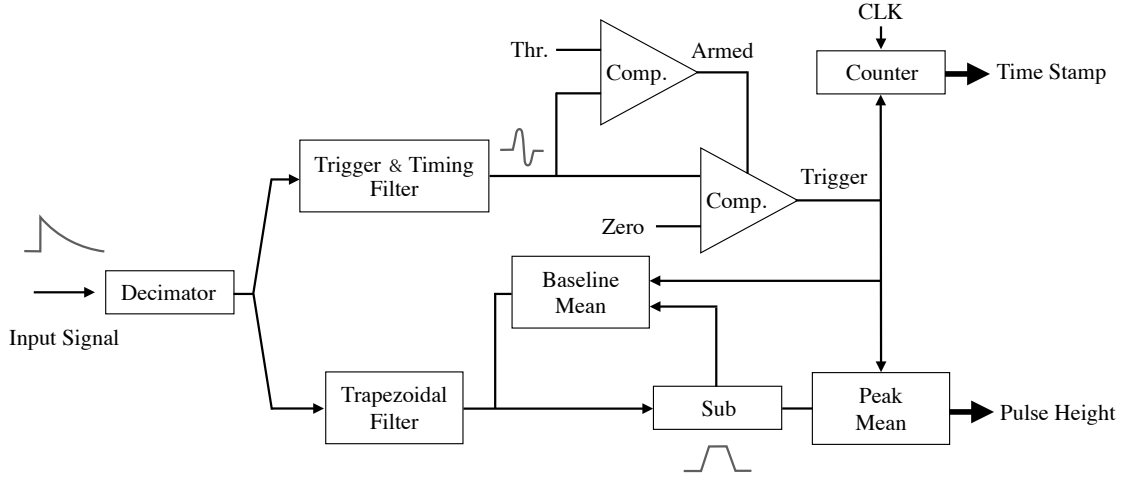 CLK
Thr.
Comp.
Armed
Counter
Time Stamp
Trigger & Timing
Filter
Comp.
Trigger
Zero
Decimator
Input Signal
Baseline
Mean
Trapezoidal
Filter
Sub
Peak
Mean
Pulse Height